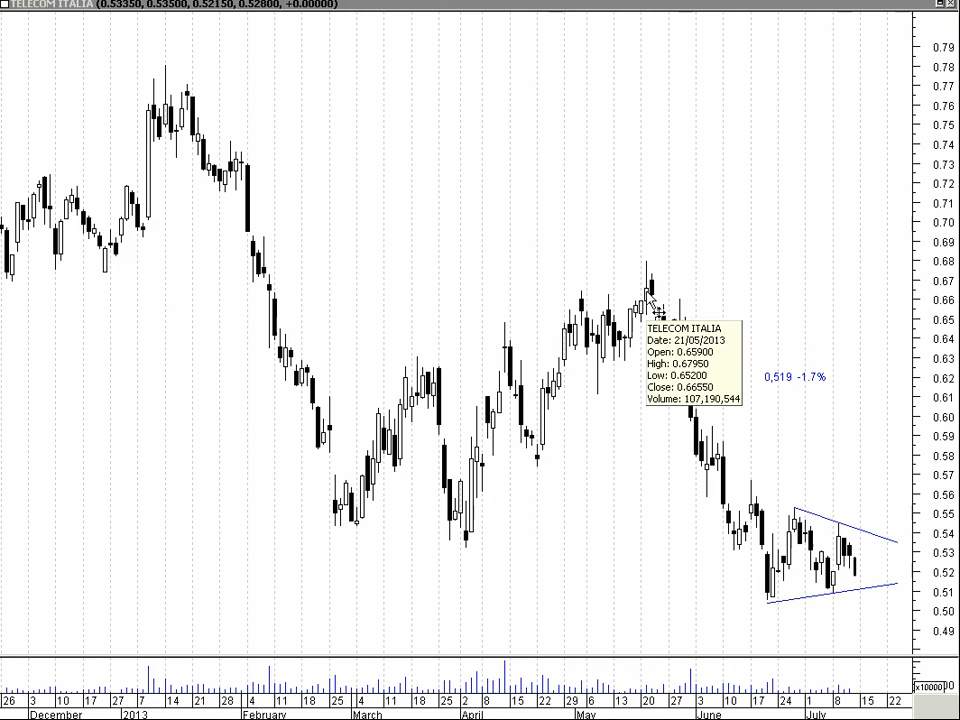 TELECOM ITALIA (0.53350, 0.53500, 0.52150, 0.52800, +0.00000)
0.79
0.78
0.77
0.76
0.75
0.74
0.73
0.72
0.71
0.70
0.69
0.68
0.67
0.66
0.65
0.64
0.63
0.62
0.61
0.60
0.59
0.58
0.57
0.56
0.55
0.54
0.53
0.52
0.51
0.50
0.49
TELECOM ITALIA
Date: 21/05/2013
Open: 0.65900
High: 0.67950
Low: 0.65200
Close: 0.66550
Volume: 107,190,544
0,519 -1.7%
x10000
26 3 10 17 27 7 14 21 28 4 11 18 25 4 11 18 25 2 8 15 22 29 6 13 20 27 3 10 17 24 1 8 15 22
December 2013 February March April May June July